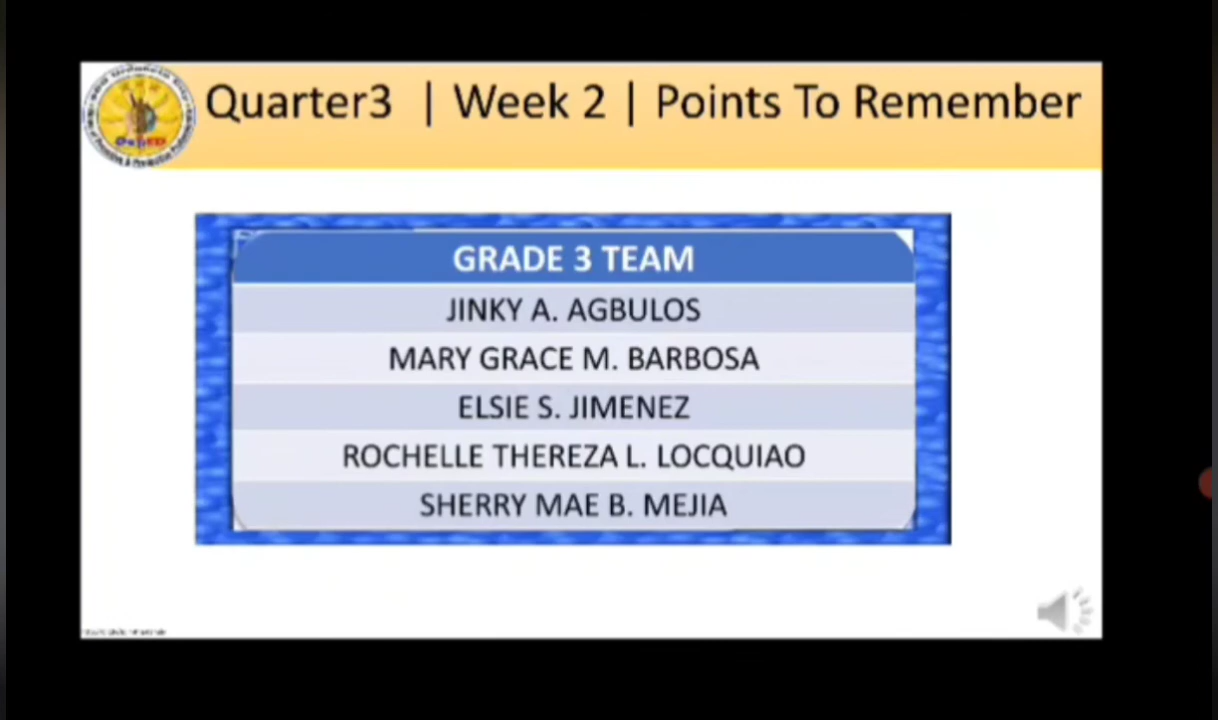 Quarter3 | Week 2 | Points To Remember
GRADE 3 TEAM
JINKY A. AGBULOS
MARY GRACE M. BARBOSA
ELSIE S. JIMENEZ
ROCHELLE THEREZA L. LOCQUIAO
SHERRY MAE B. MEJIA